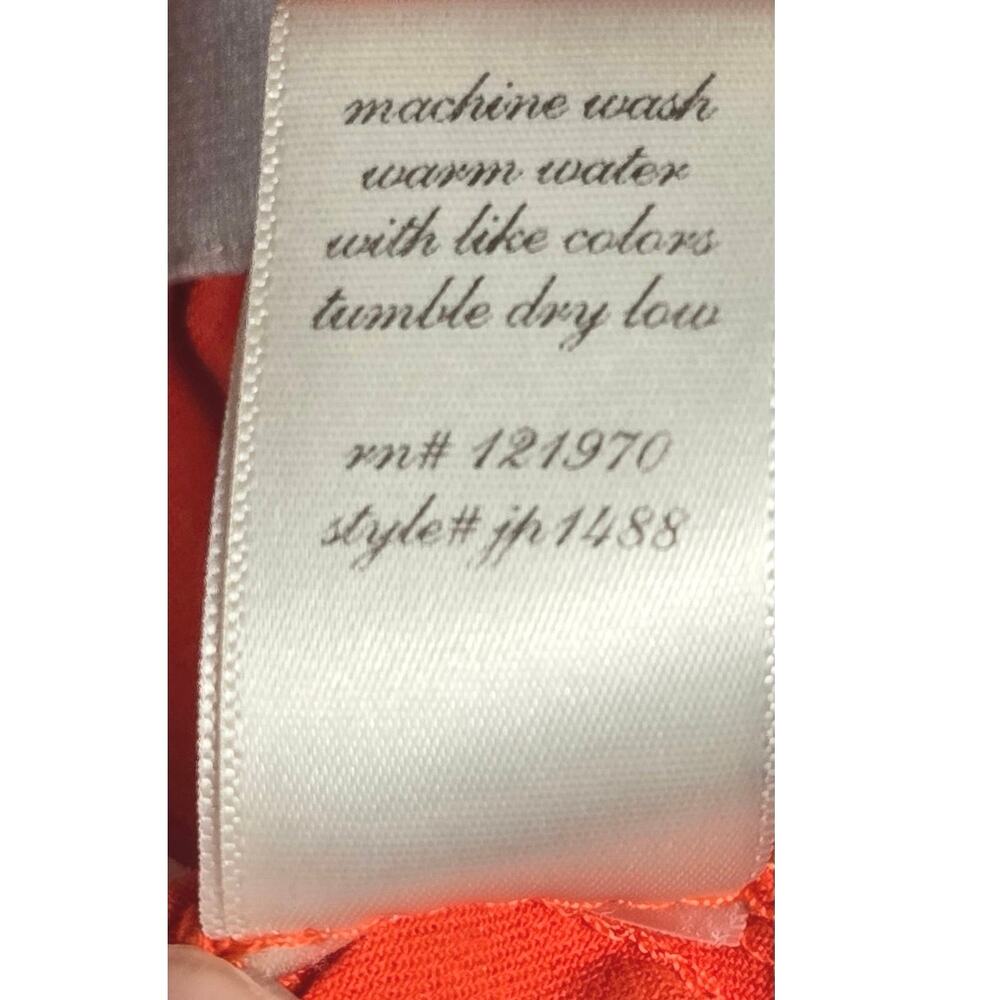 machine wash
warm water
with like colors
tumble dry low
rn# 121970
style# jp1488